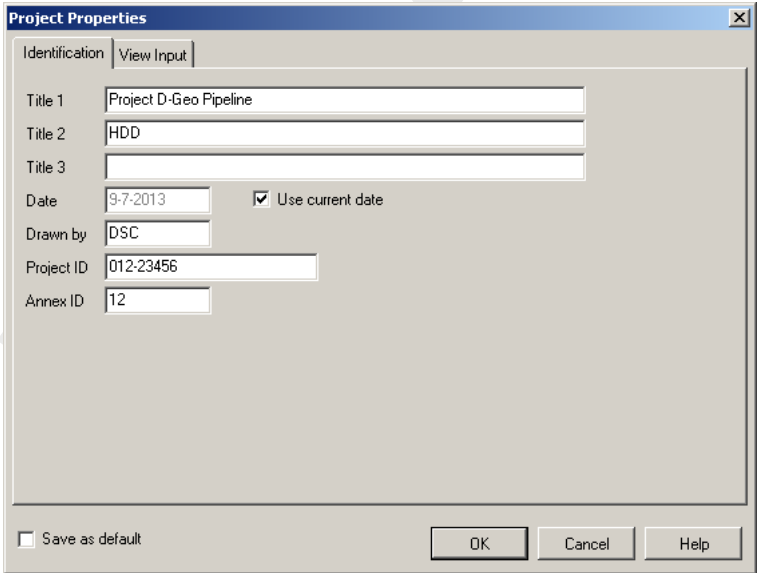 Project Properties
Identification View Input
Title 1 Project D-Geo Pipeline
Title 2 HDD
Title 3
Date 9-7-2013 Use current date
Drawn by DSC
Project ID 012-23456
Annex ID 12
Save as default OK Cancel Help